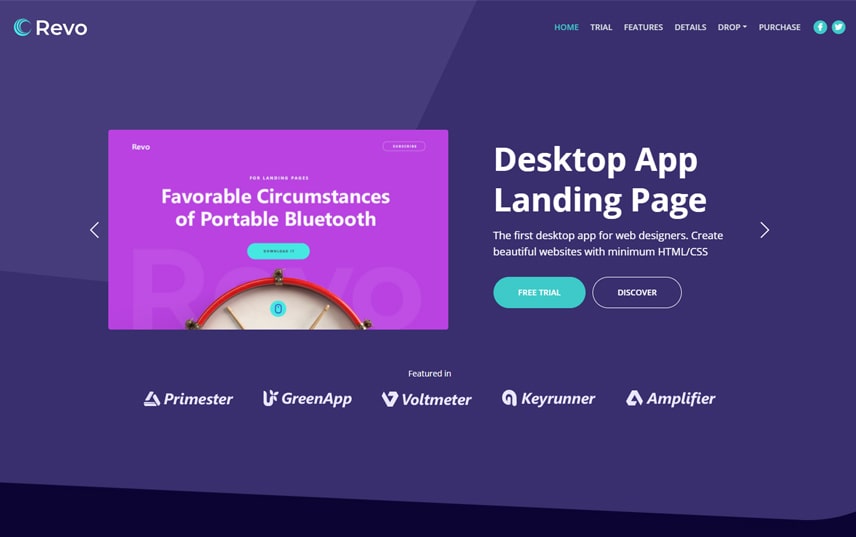 Revo
HOME TRIAL FEATURES DETAILS DROP PURCHASE
Revo
SUBSCRIBE
FOR LANDING PAGES
Favorable Circumstances
of Portable Bluetooth
DOWNLOAD IT
Revo
Desktop App
Landing Page
The first desktop app for web designers. Create
beautiful websites with minimum HTML/CSS
FREE TRIAL
DISCOVER
Featured in
Primester GreenApp Voltmeter Keyrunner Amplifier